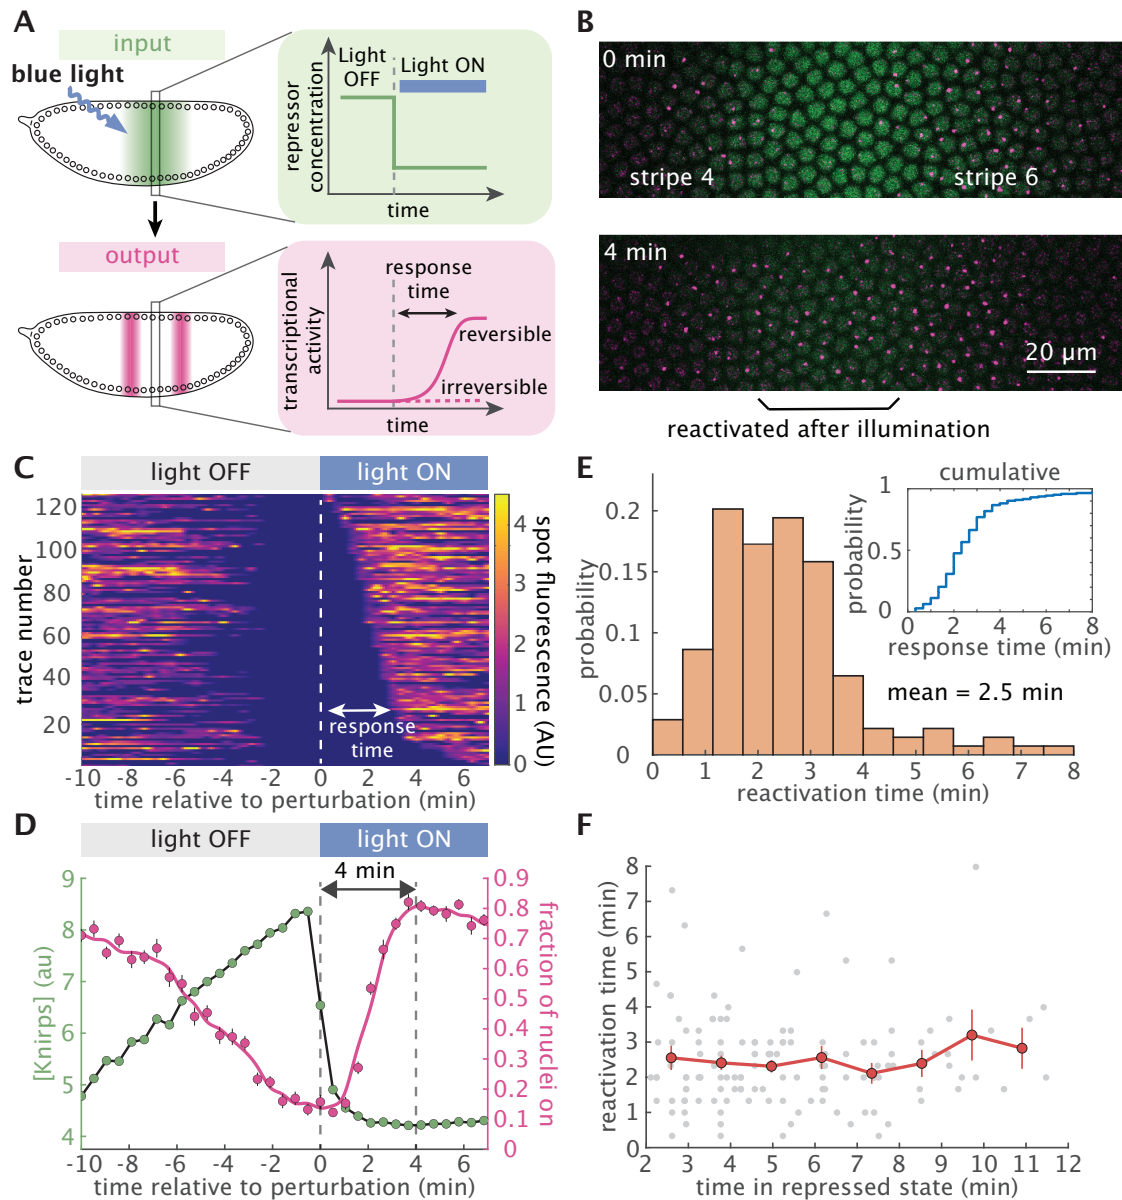 A
input
blue light
repressor
concentration
Light
OFF
Light ON
time
output
transcriptional
activity
response
time
reversible
irreversible
time
B
0 min
stripe 4
stripe 6
4 min
20 μm
reactivated after illumination
C
light OFF
light ON
trace number
120
100
80
60
40
20
response
time
-10
-8
-6
-4
-2
0
2
4
6
time relative to perturbation (min)
4
3
2
1
0
spot fluorescence (AU)
E
probability
0.2
0.15
0.1
0.05
0
0
1
2
3
4
5
6
7
8
reactivation time (min)
mean = 2.5 min
cumulative
probability
1
0.5
0
0
2
4
6
8
response time (min)
D
light OFF
light ON
4 min
[Knirps] (au)
9
8
7
6
5
4
0.9
0.8
0.7
0.6
0.5
0.4
0.3
0.2
0.1
0
fraction of nuclei on
-10
-8
-6
-4
-2
0
2
4
6
time relative to perturbation (min)
F
reactivation time (min)
8
7
6
5
4
3
2
1
0
2
3
4
5
6
7
8
9
10
11
12
time in repressed state (min)